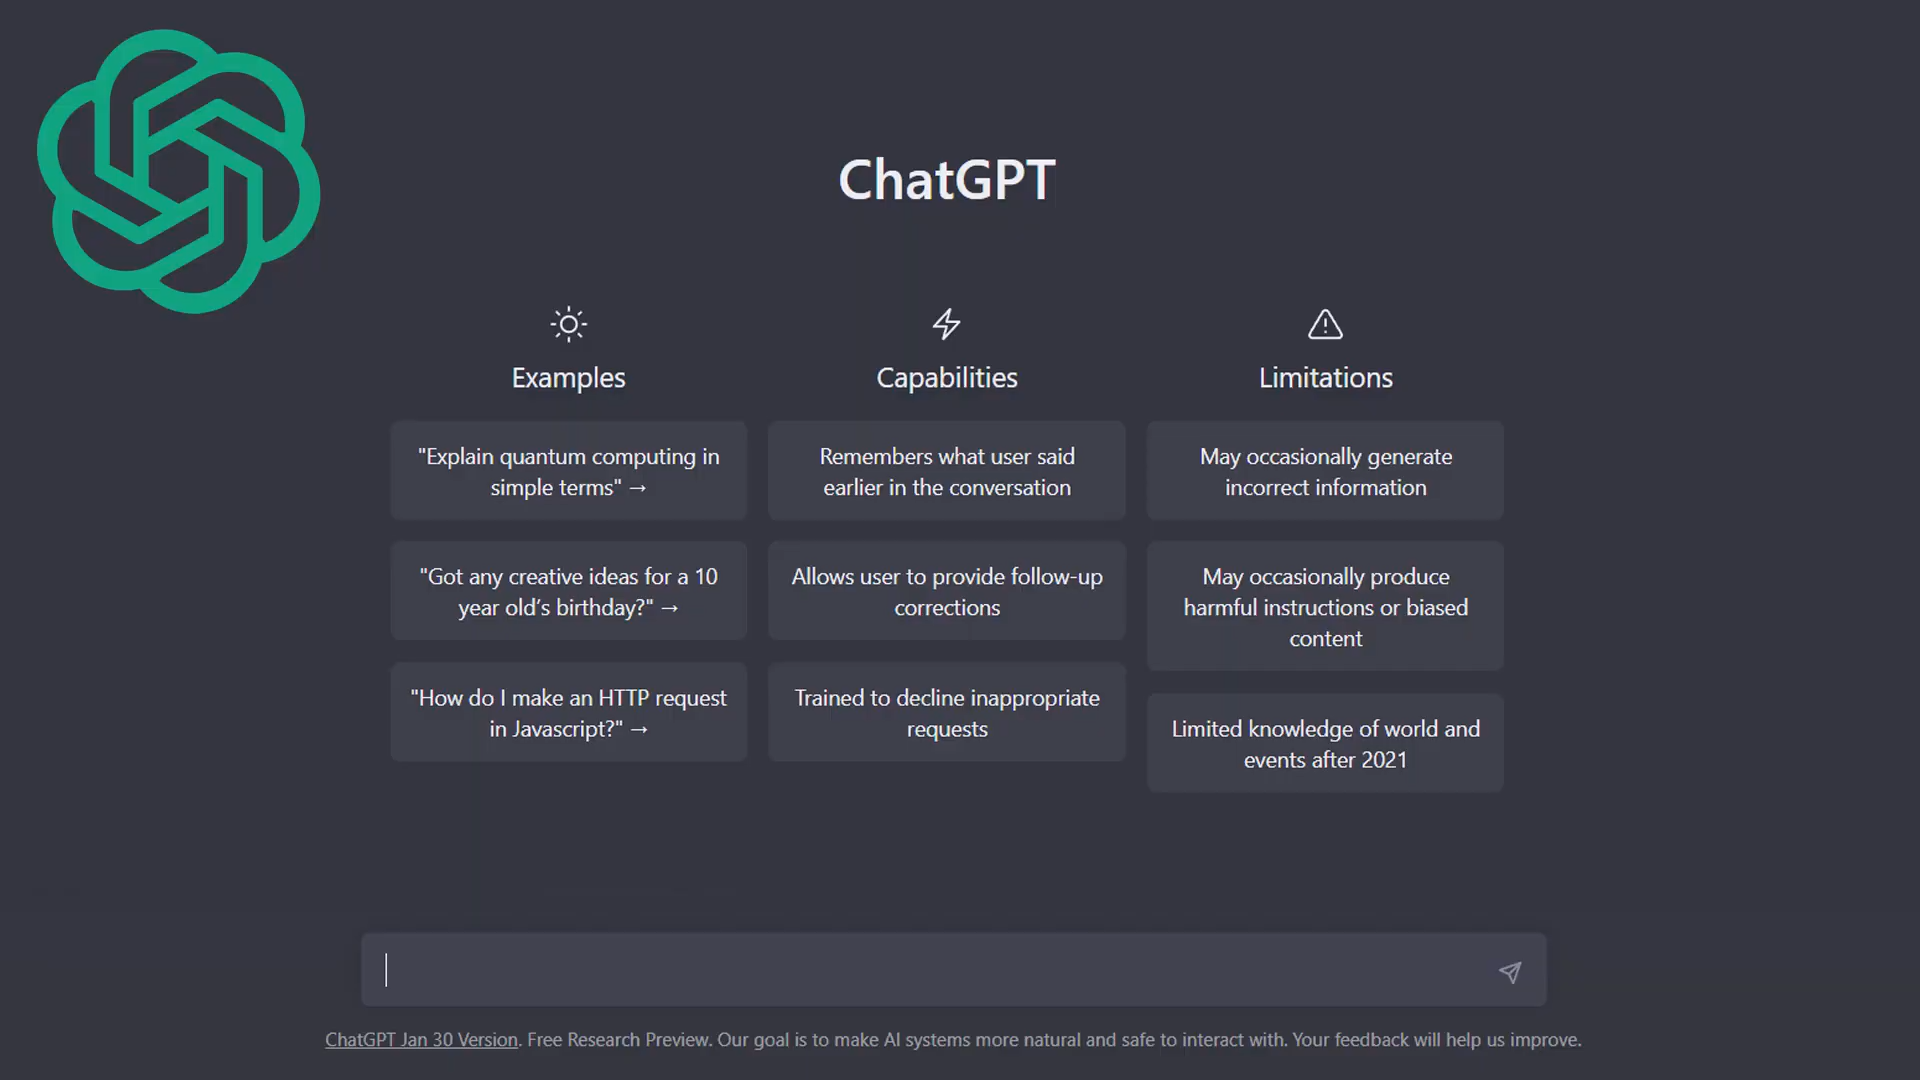 ChatGPT
Examples
"Explain quantum computing in
simple terms" →
"Got any creative ideas for a 10
year old’s birthday?" →
"How do I make an HTTP request
in Javascript?" →
Capabilities
Remembers what user said
earlier in the conversation
Allows user to provide follow-up
corrections
Trained to decline inappropriate
requests
Limitations
May occasionally generate
incorrect information
May occasionally produce
harmful instructions or biased
content
Limited knowledge of world and
events after 2021
ChatGPT Jan 30 Version. Free Research Preview. Our goal is to make AI systems more natural and safe to interact with. Your feedback will help us improve.